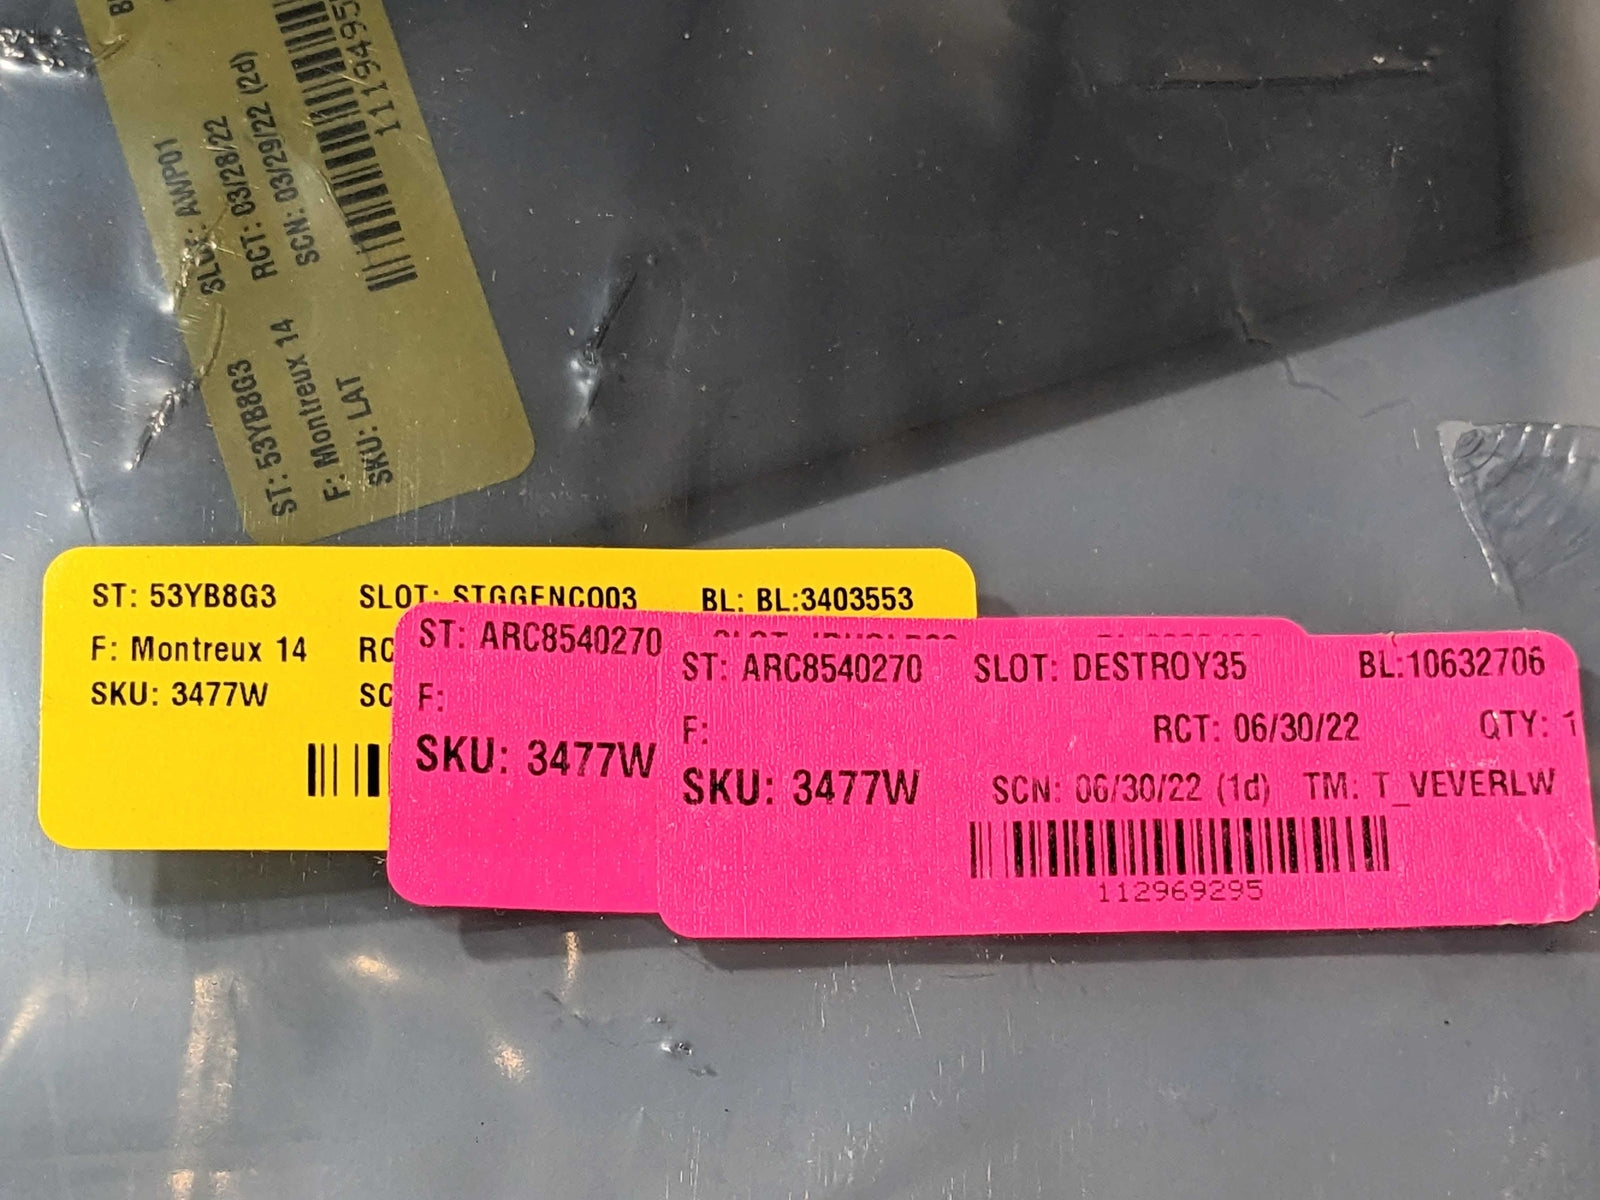 SLOT: AWP01
RCT: 03/28/22
SCN: 03/29/22 (2d)
ST: 53YB8G3
F: Montreux 14
SKU: LAT
ST: 53YB8G3 SLOT: STGGENCO03 BL: BL:3403553
F: Montreux 14
SKU: 3477W
ST: ARC8540270
F:
SKU: 3477W
ST: ARC8540270 SLOT: DESTROY35 BL:10632706
F: RCT: 06/30/22 QTY: 1
SKU: 3477W SCN: 06/30/22 (1d) TM: T_VEVERLW
112969295